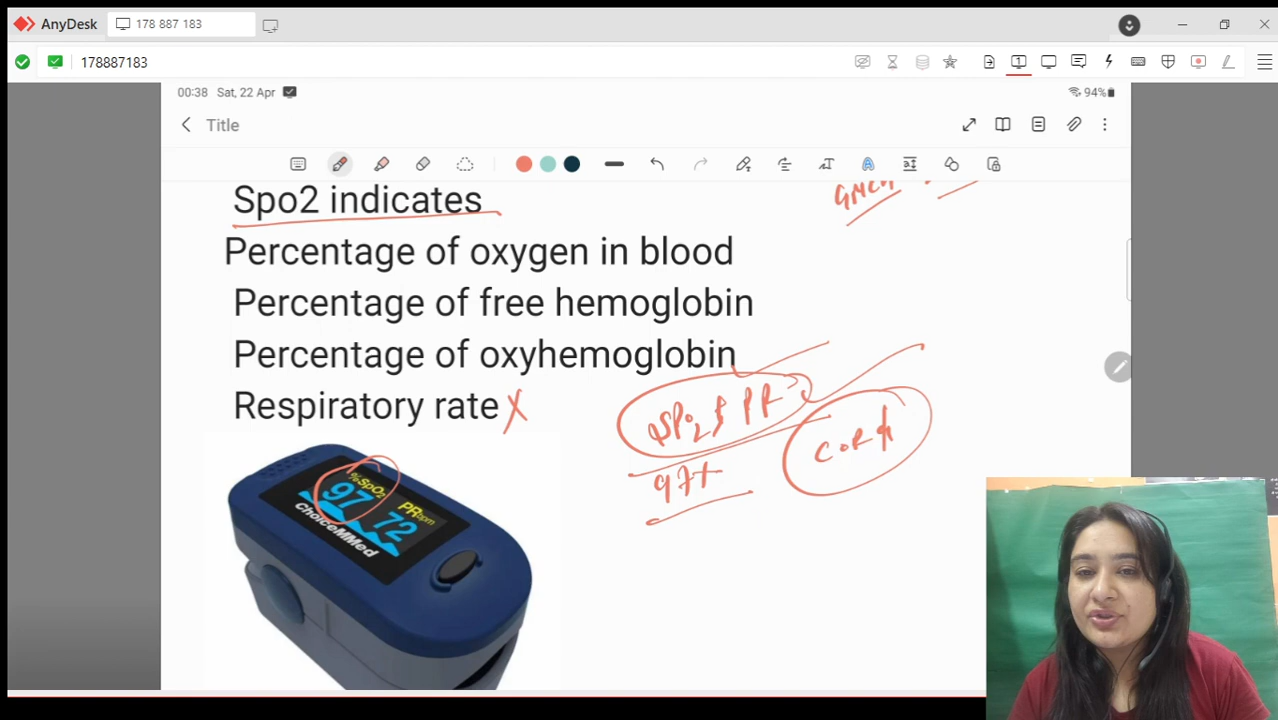 AnyDesk
178 887 183
178887183
1
00:38 Sat, 22 Apr
94%
Title
Spo2 indicates
Percentage of oxygen in blood
Percentage of free hemoglobin
Percentage of oxyhemoglobin
Respiratory rate X
SPO2 & PR
97%
%SpO2
97
PRbpm
72
ChoiceMMed